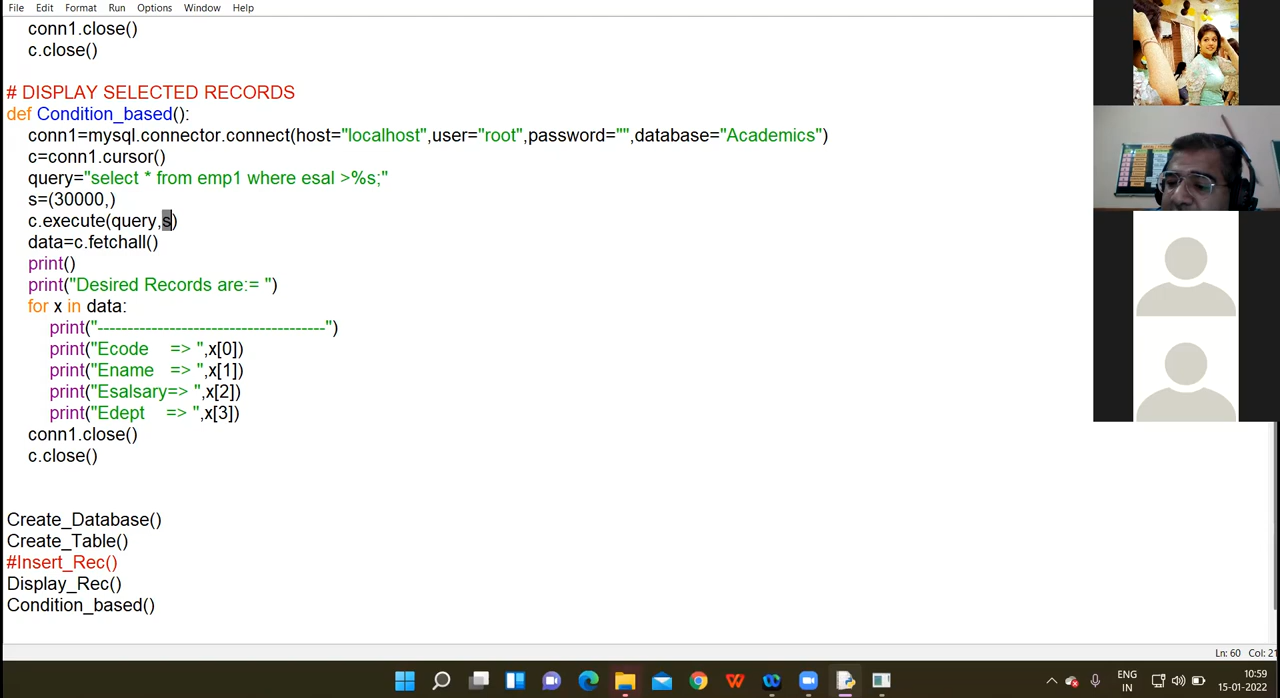 File Edit Format Run Options Window Help
conn1.close()
c.close()
# DISPLAY SELECTED RECORDS
def Condition_based():
conn1=mysql.connector.connect(host="localhost",user="root",password="",database="Academics")
c=conn1.cursor()
query="select * from emp1 where esal >%s;"
s=(30000,)
c.execute(query,s)
data=c.fetchall()
print()
print("Desired Records are:= ")
for x in data:
print("--------------------------------------")
print("Ecode => ",x[0])
print("Ename => ",x[1])
print("Esalsary=> ",x[2])
print("Edept => ",x[3])
conn1.close()
c.close()
Create_Database()
Create_Table()
#Insert_Rec()
Display_Rec()
Condition_based()
Ln: 60 Col: 21
ENG
IN
10:59
15-01-2022